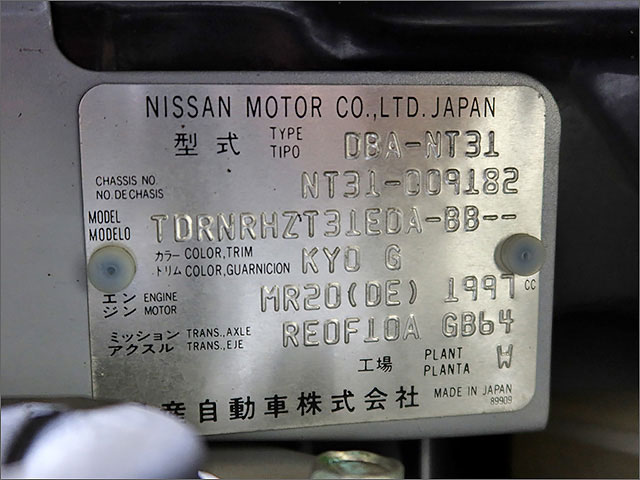 NISSAN MOTOR CO.,LTD.JAPAN
型式 TYPE TIPO DBA-NT31
CHASSIS NO. NO.DECHASIS NT31-009182
MODEL MODELO TDRNRHZT31EDA-BB--
カラー COLOR,TRIM トリム COLOR,GUARNICION KY0 G
エンジン ENGINE MOTOR MR20(DE) 1997 cc
ミッション TRANS.,AXLE アクスル TRANS.,EJE RE0F10A GB64
工場 PLANT PLANTA W
産自動車株式会社 MADE IN JAPAN
89909